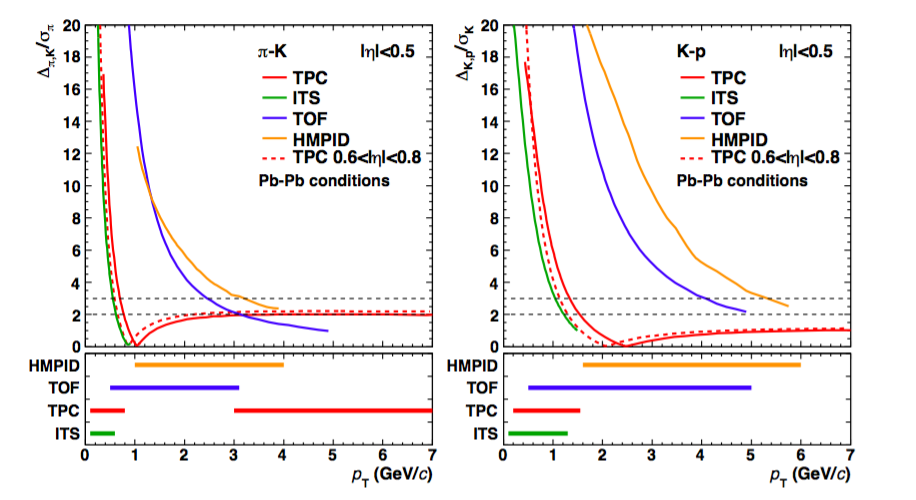 Δπ,K/σπ
20
18
16
14
12
10
8
6
4
2
0
π-K |η|<0.5
TPC
ITS
TOF
HMPID
TPC 0.6<|η|<0.8
Pb-Pb conditions
HMPID
TOF
TPC
ITS
0 1 2 3 4 5 6 7
pT (GeV/c)
ΔK,p/σK
20
18
16
14
12
10
8
6
4
2
0
K-p |η|<0.5
TPC
ITS
TOF
HMPID
TPC 0.6<|η|<0.8
Pb-Pb conditions
HMPID
TOF
TPC
ITS
0 1 2 3 4 5 6 7
pT (GeV/c)